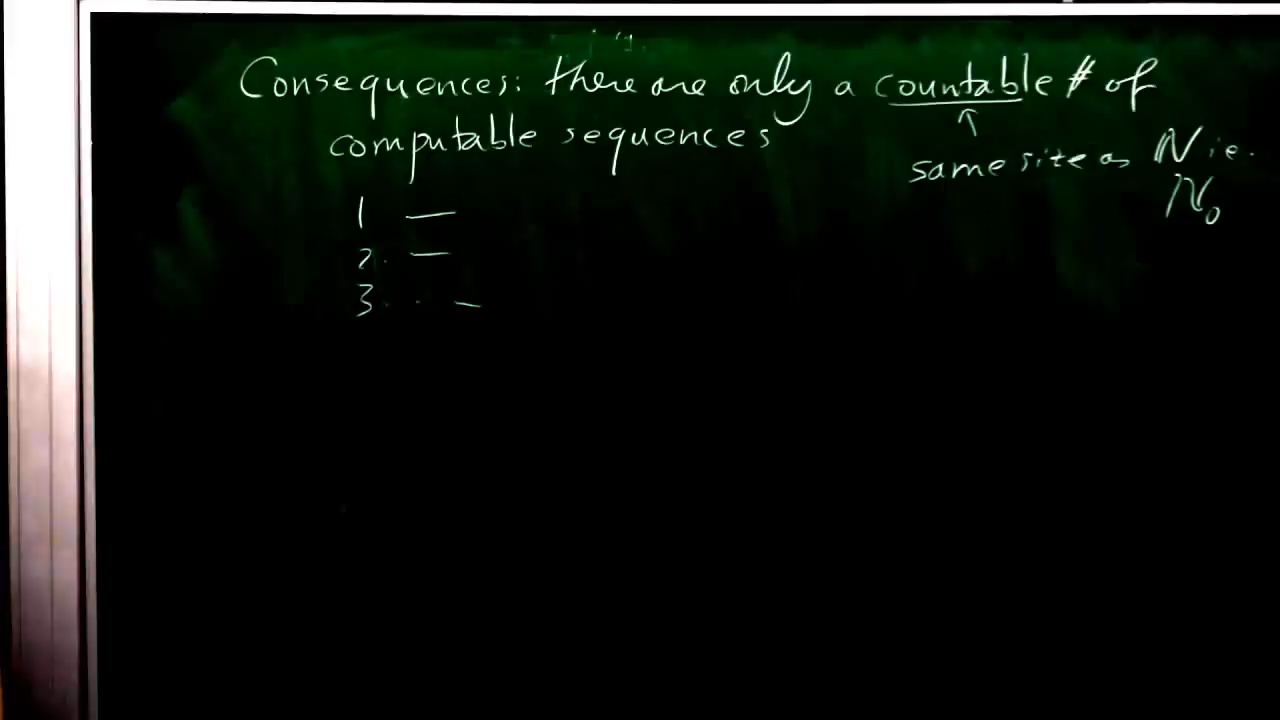 Consequences: there are only a countable # of
computable sequences
↑
same size as ℕ i.e.
ℵ₀
1 —
2. —
3. . —